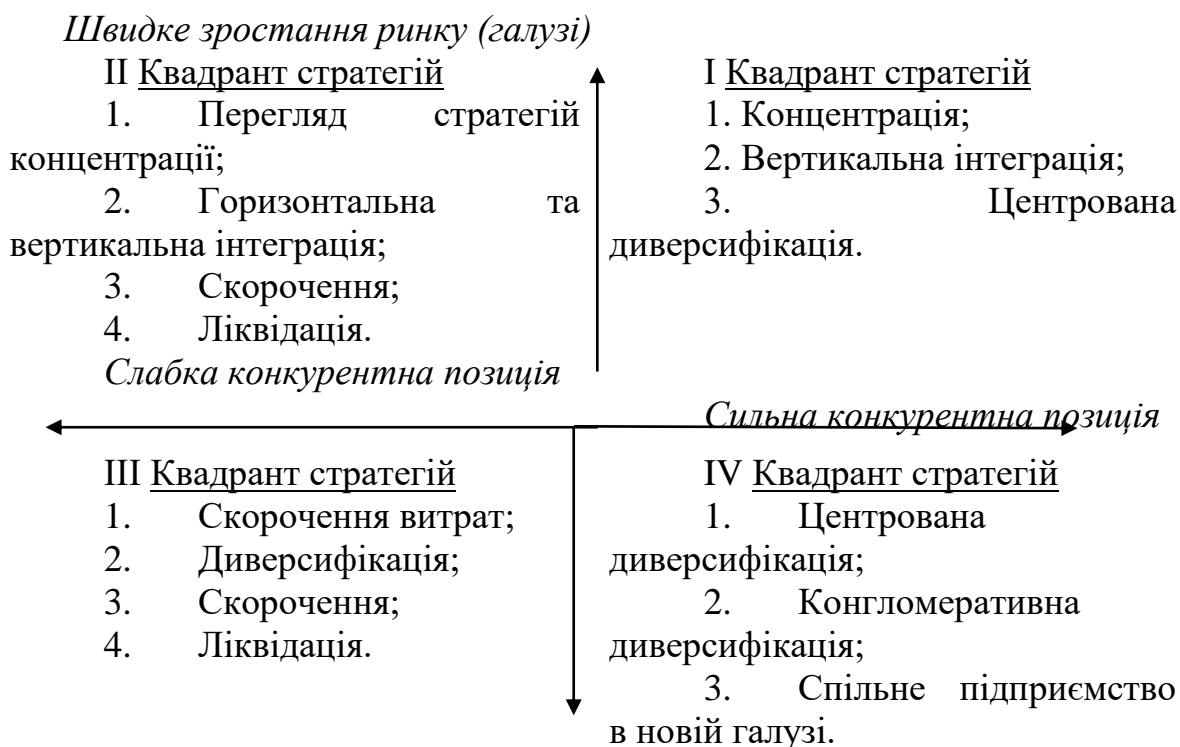 Швидке зростання ринку (галузі)
II Квадрант стратегій
1. Перегляд стратегій
концентрації;
2. Горизонтальна та
вертикальна інтеграція;
3. Скорочення;
4. Ліквідація.
Слабка конкурентна позиція
I Квадрант стратегій
1. Концентрація;
2. Вертикальна інтеграція;
3. Центрована
диверсифікація.
Сильна конкурентна позиція
III Квадрант стратегій
1. Скорочення витрат;
2. Диверсифікація;
3. Скорочення;
4. Ліквідація.
IV Квадрант стратегій
1. Центрована
диверсифікація;
2. Конгломеративна
диверсифікація;
3. Спільне підприємство
в новій галузі.